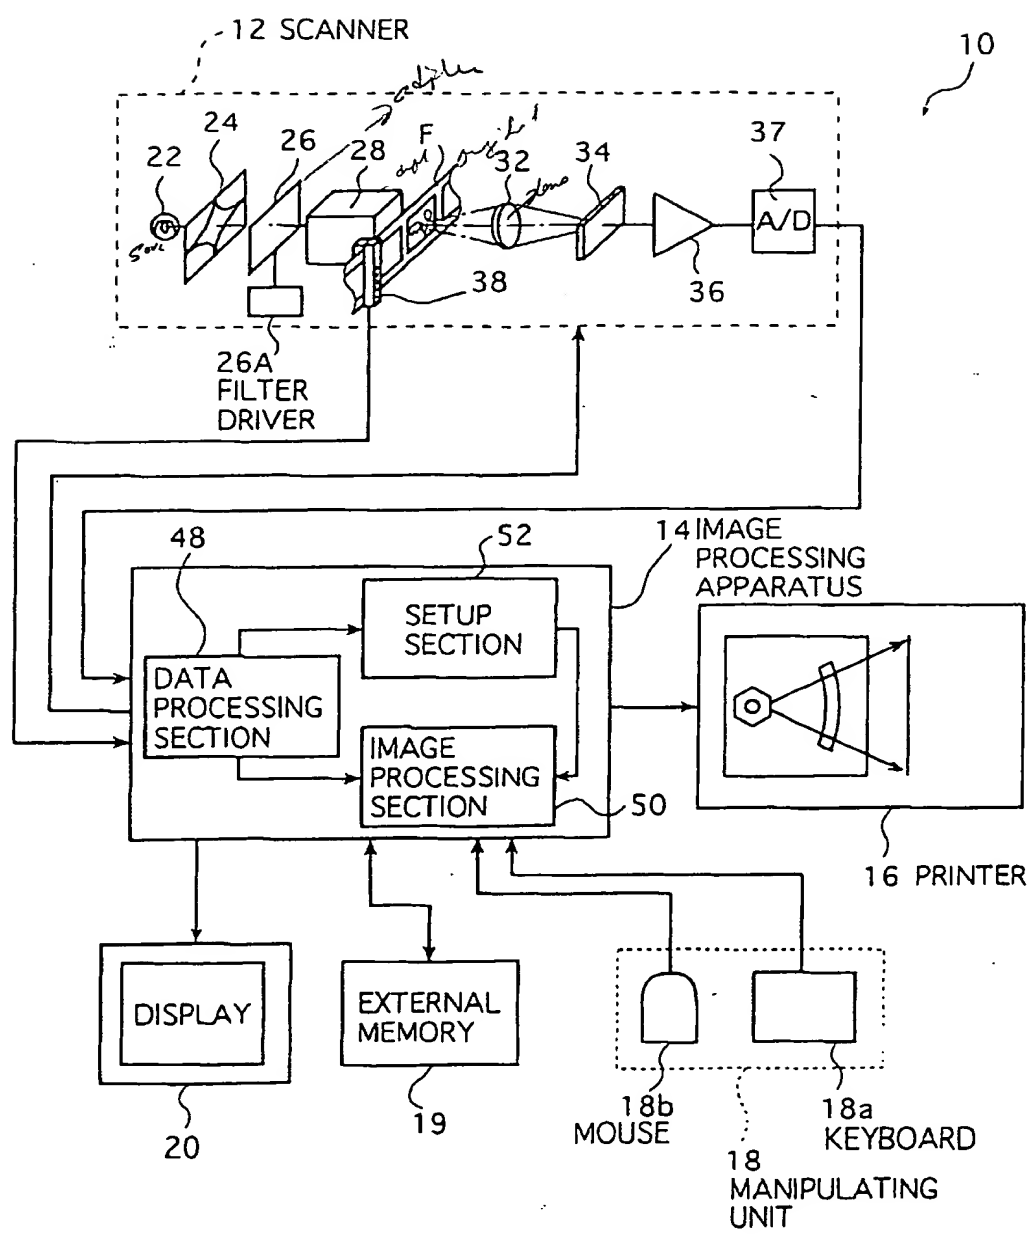 12 SCANNER
10
24
26
28
F
32
34
37
22
lens
A/D
38
36
26A
FILTER
DRIVER
48
52
14 IMAGE
PROCESSING
APPARATUS
SETUP
SECTION
DATA
PROCESSING
SECTION
IMAGE
PROCESSING
SECTION
50
16 PRINTER
DISPLAY
EXTERNAL
MEMORY
20
19
18b
MOUSE
18a
KEYBOARD
18
MANIPULATING
UNIT